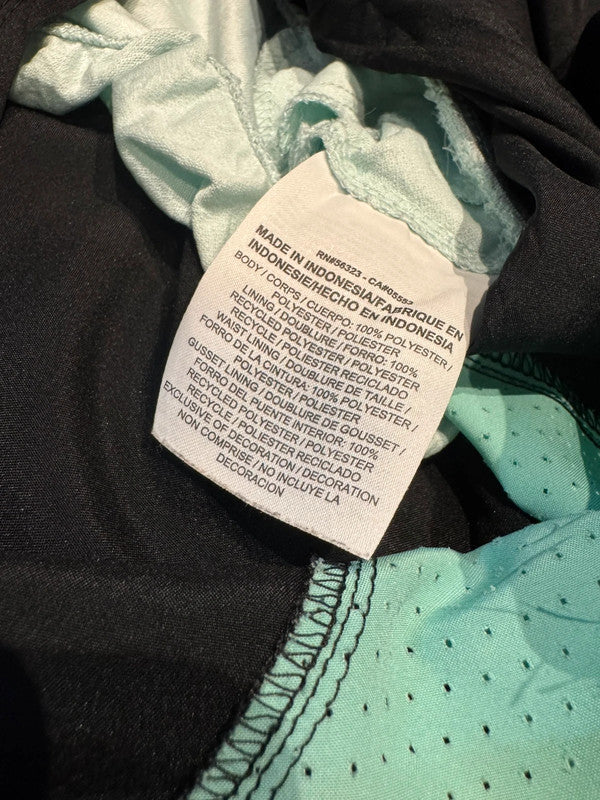 RN#56323 - CA#05552
MADE IN INDONESIA/FABRIQUE EN
INDONESIE/HECHO EN INDONESIA
BODY / CORPS / CUERPO: 100% POLYESTER /
POLYESTER / POLIESTER
LINING / DOUBLURE / FORRO: 100%
RECYCLED POLYESTER / POLYESTER
RECYCLE / POLIESTER RECICLADO
WAIST LINING / DOUBLURE DE TAILLE /
FORRO DE LA CINTURA: 100% POLYESTER /
POLYESTER / POLIESTER
GUSSET LINING / DOUBLURE DE GOUSSET /
FORRO DEL PUENTE INTERIOR: 100%
RECYCLED POLYESTER / POLYESTER
RECYCLE / POLIESTER RECICLADO
EXCLUSIVE OF DECORATION / DECORATION
NON COMPRISE / NO INCLUYE LA
DECORACION